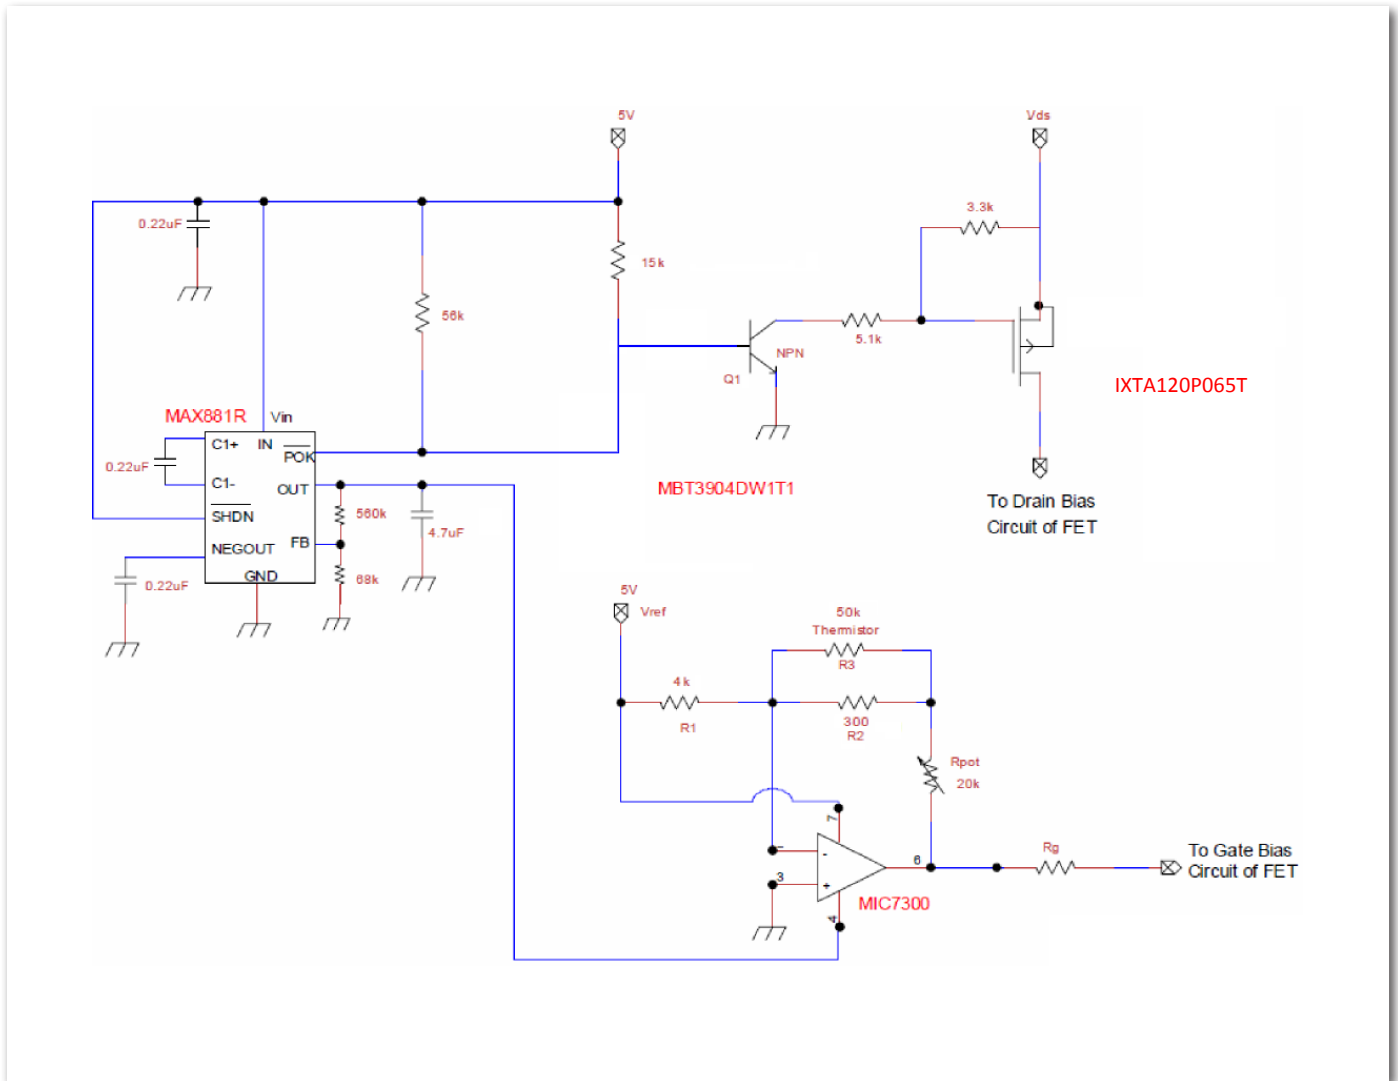 5V
Vds
0.22uF
3.3k
15k
56k
5.1k
NPN
Q1
IXTA120P065T
MAX881R
Vin
C1+
IN
POK
0.22uF
C1-
OUT
MBT3904DW1T1
To Drain Bias
Circuit of FET
SHDN
560k
4.7uF
NEGOUT
FB
GND
68k
0.22uF
5V
Vref
50k
Thermistor
R3
4k
R1
300
R2
Rpot
20k
7
1
-
3
+
6
4
MIC7300
Rg
To Gate Bias
Circuit of FET